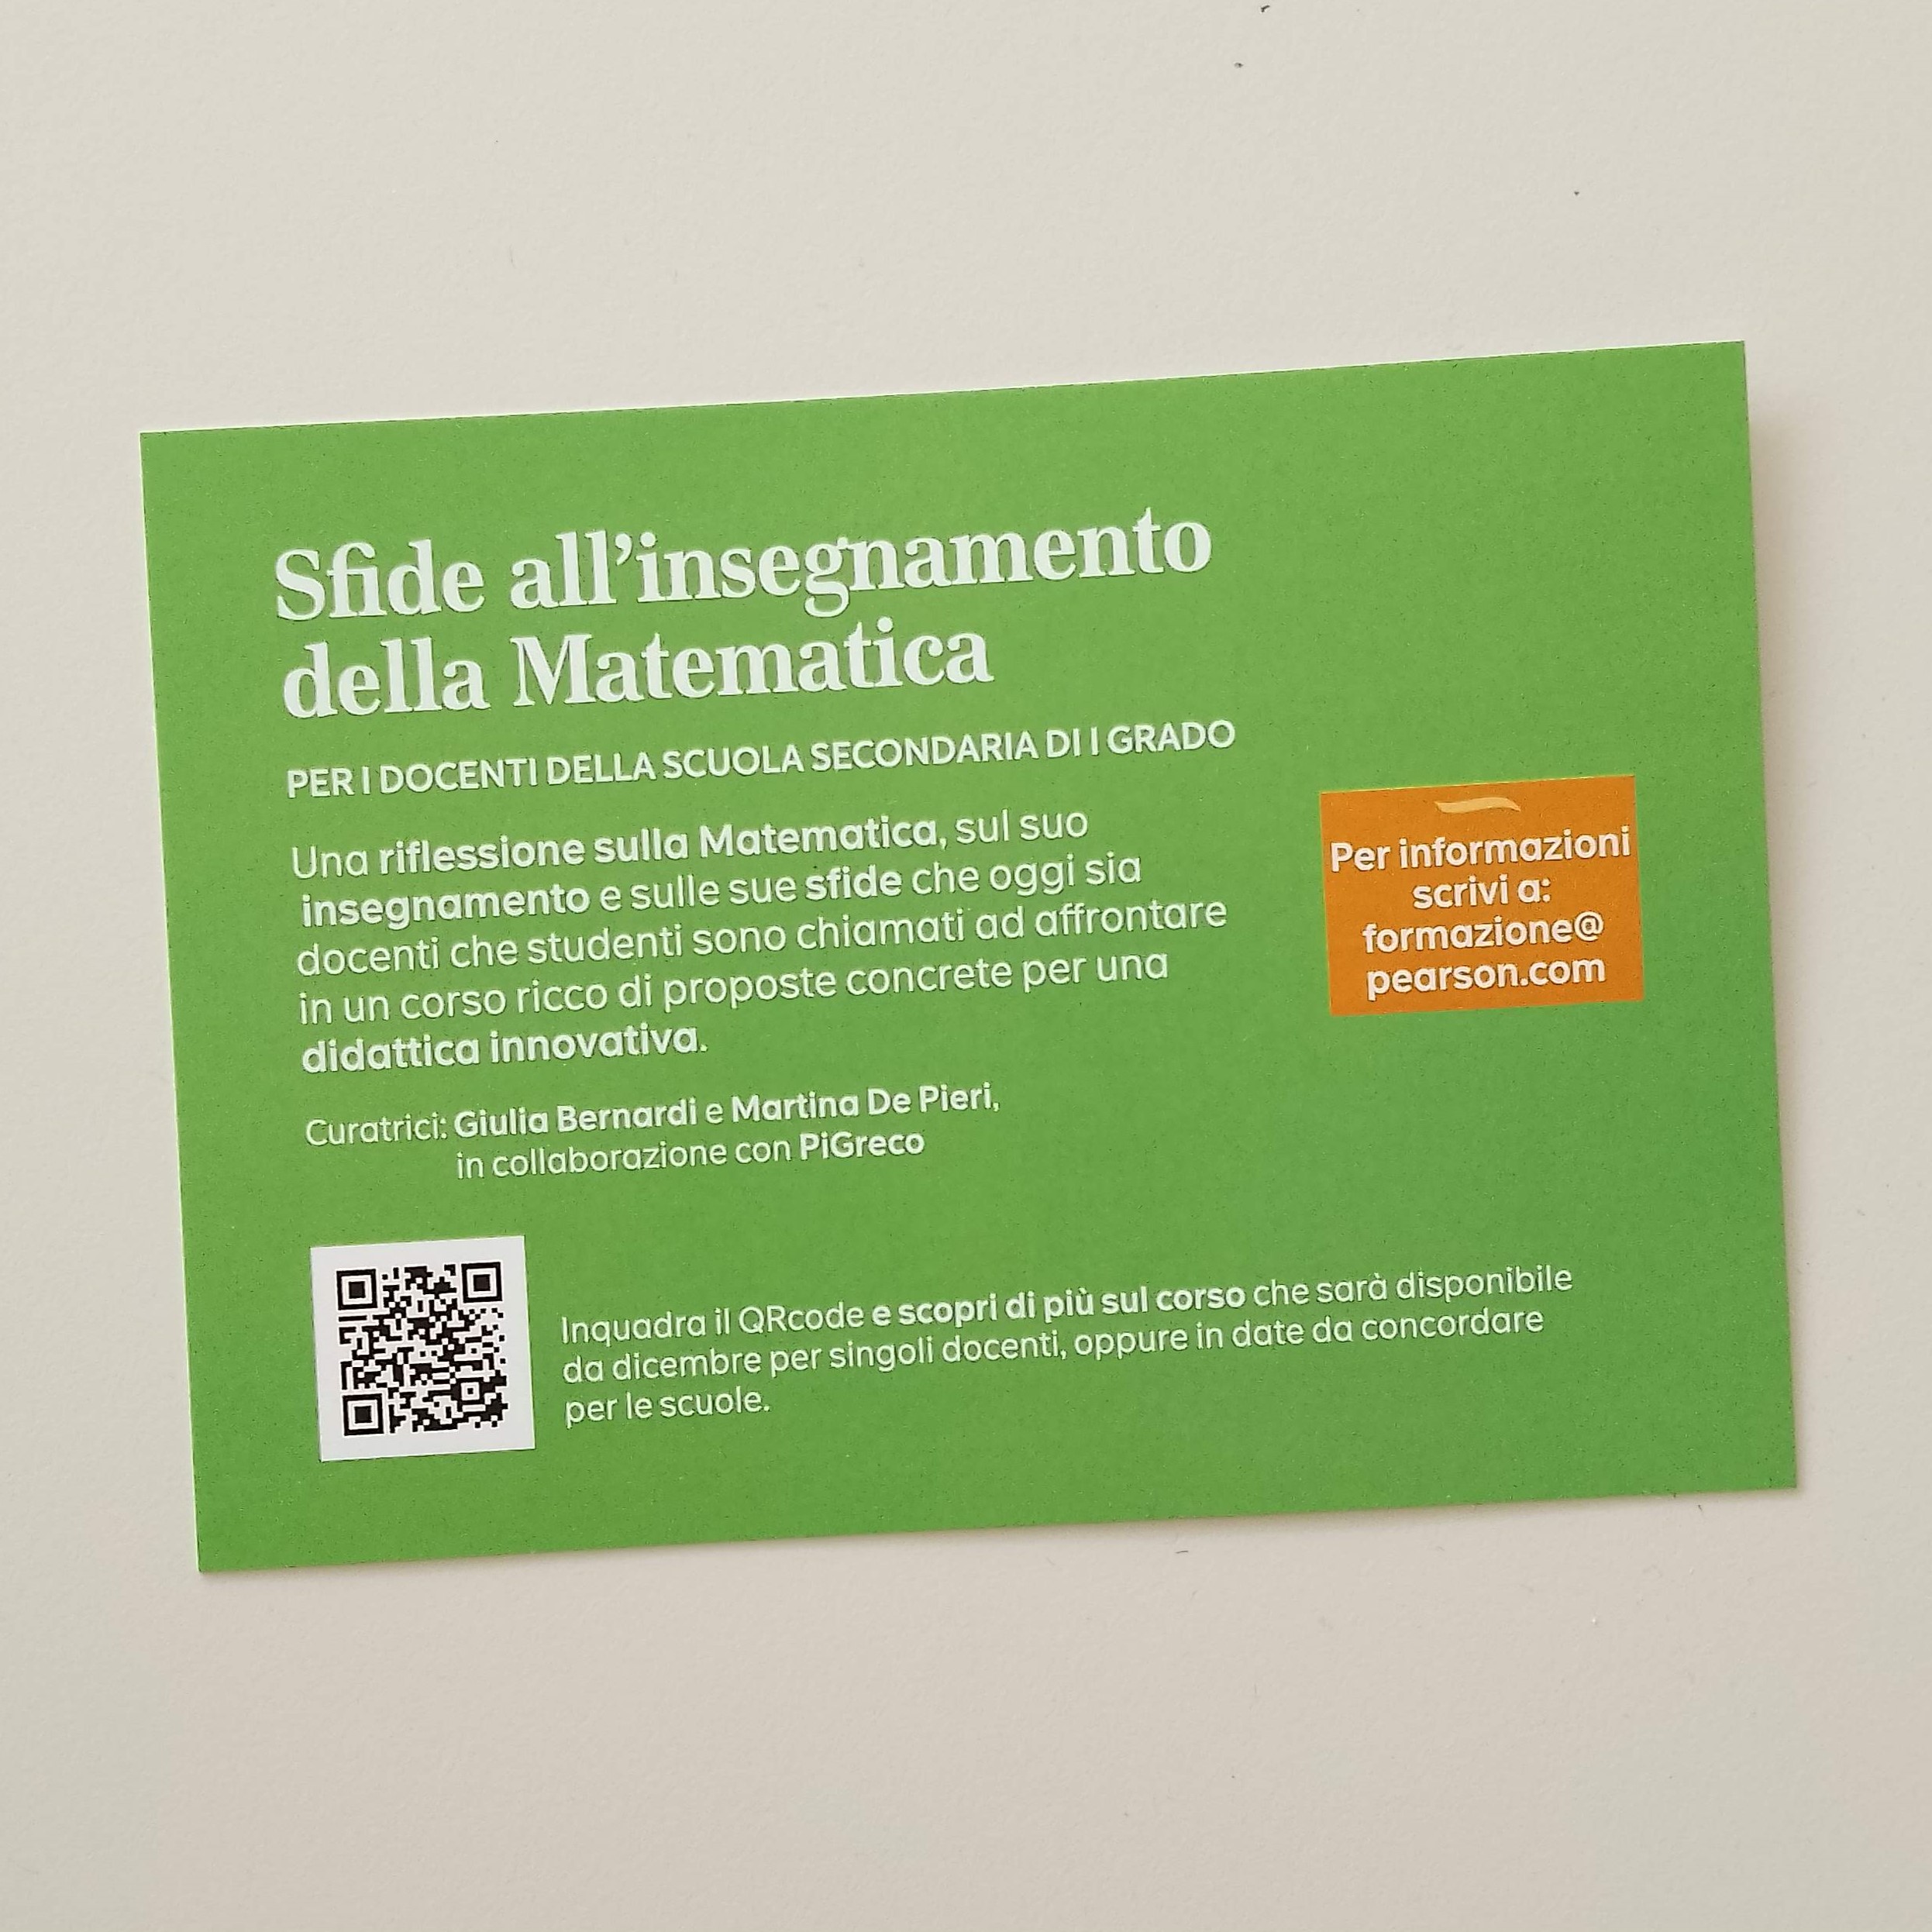 Sfide all’insegnamento
della Matematica
PER I DOCENTI DELLA SCUOLA SECONDARIA DI I GRADO
Una riflessione sulla Matematica, sul suo
insegnamento e sulle sue sfide che oggi sia
docenti che studenti sono chiamati ad affrontare
in un corso ricco di proposte concrete per una
didattica innovativa.
Curatrici: Giulia Bernardi e Martina De Pieri,
in collaborazione con PiGreco
Per informazioni
scrivi a:
formazione@
pearson.com
Inquadra il QRcode e scopri di più sul corso che sarà disponibile
da dicembre per singoli docenti, oppure in date da concordare
per le scuole.